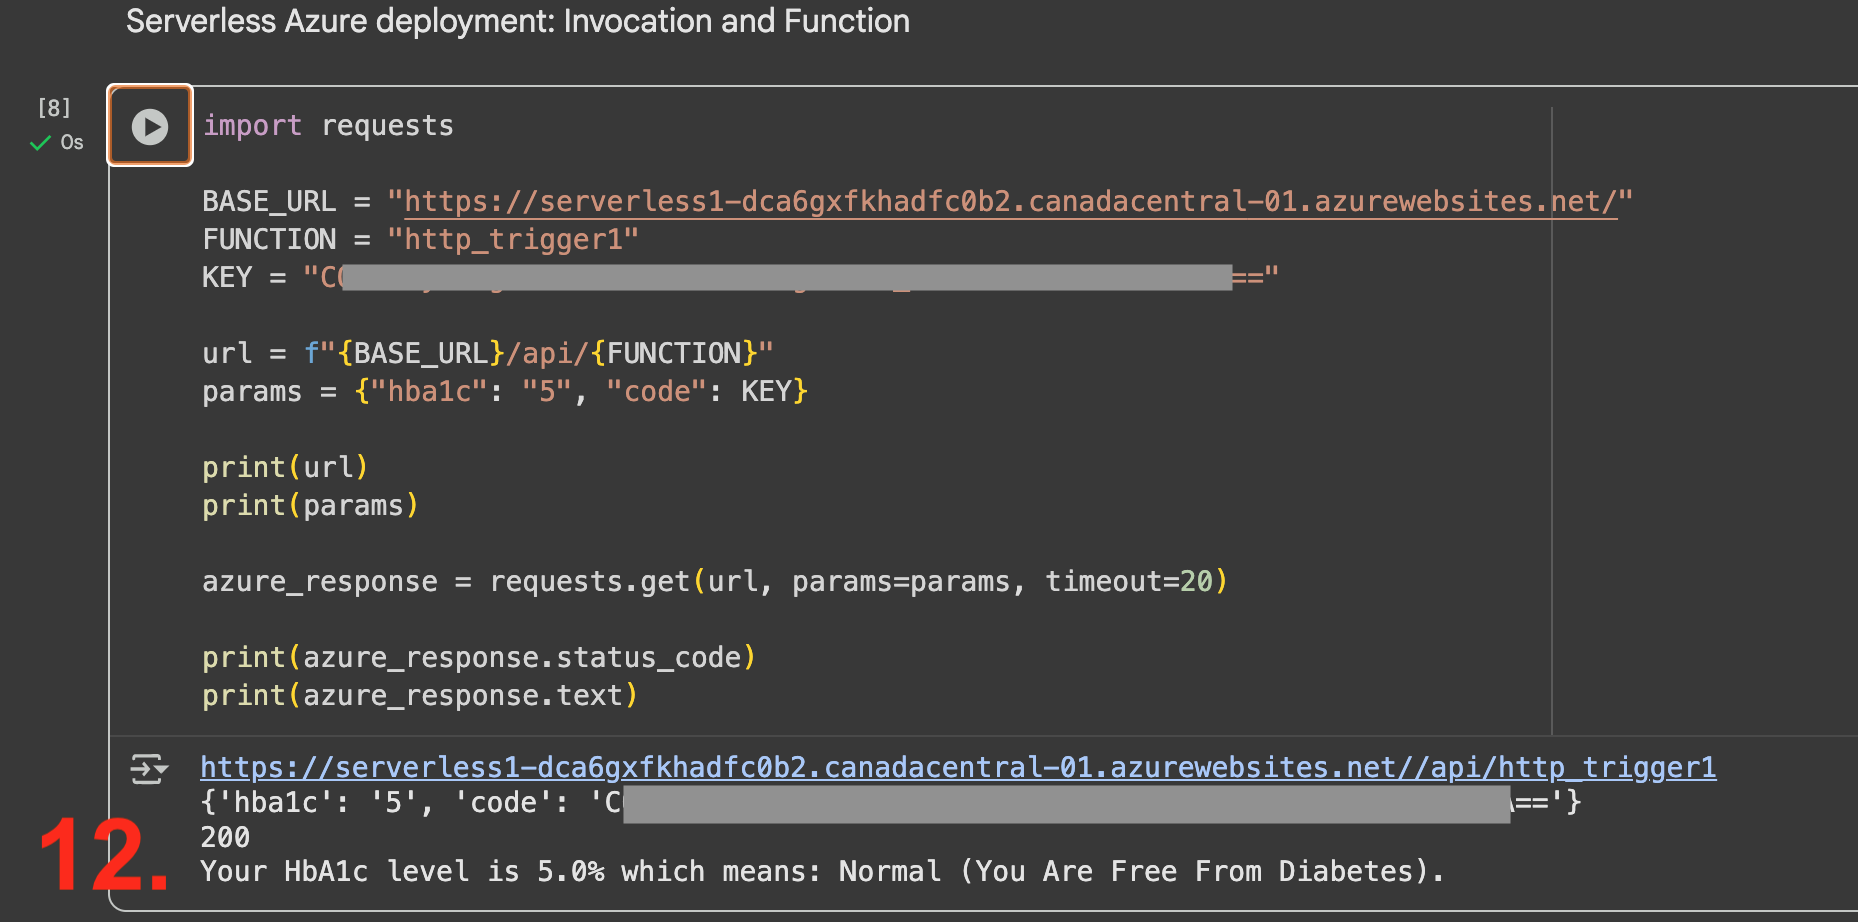 Serverless Azure deployment: Invocation and Function
[8]
0s
import requests
BASE_URL = "https://serverless1-dca6gxfkhadfc0b2.canadacentral-01.azurewebsites.net/"
FUNCTION = "http_trigger1"
KEY = "C =="
url = f"{BASE_URL}/api/{FUNCTION}"
params = {"hba1c": "5", "code": KEY}
print(url)
print(params)
azure_response = requests.get(url, params=params, timeout=20)
print(azure_response.status_code)
print(azure_response.text)
https://serverless1-dca6gxfkhadfc0b2.canadacentral-01.azurewebsites.net//api/http_trigger1
{'hba1c': '5', 'code': 'C =='}
200
Your HbA1c level is 5.0% which means: Normal (You Are Free From Diabetes).
12.